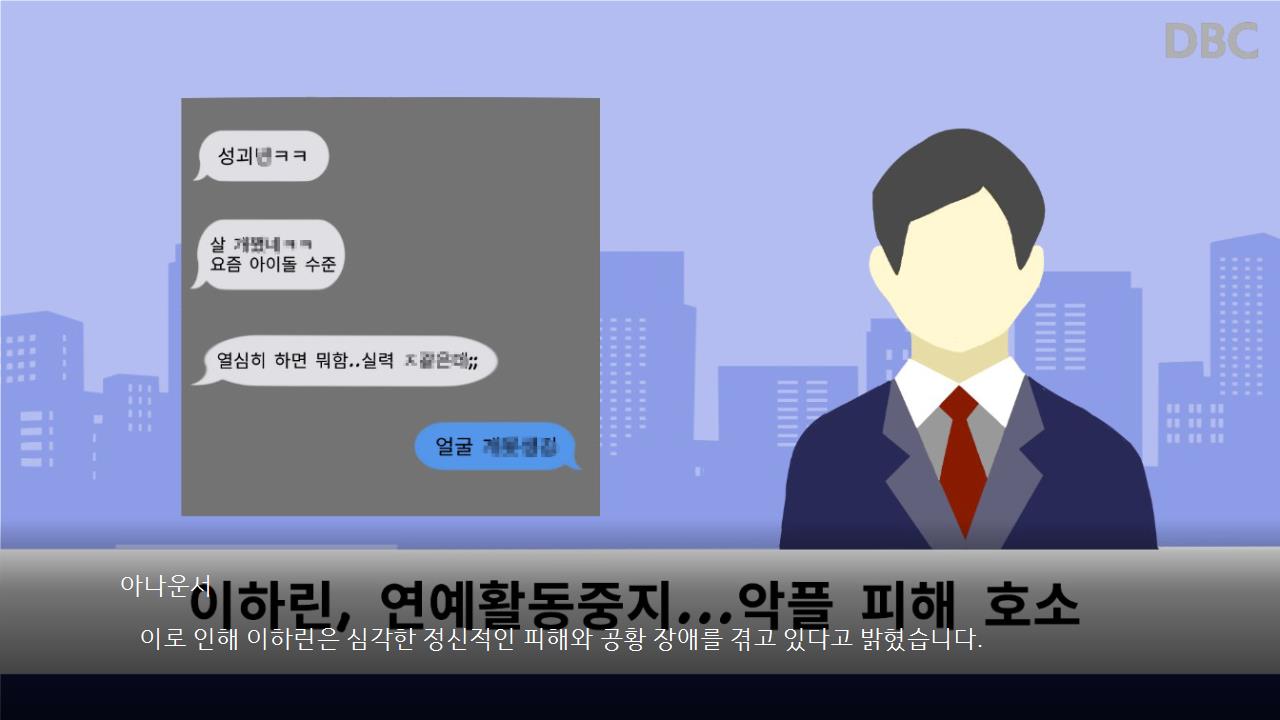 DBC
성괴 ㅋㅋ
살
요즘 아이돌 수준
열심히 하면 뭐함..실력 ;;
얼굴
아나운서
이하린, 연예활동중지...악플 피해 호소
이로 인해 이하린은 심각한 정신적인 피해와 공황 장애를 겪고 있다고 밝혔습니다.